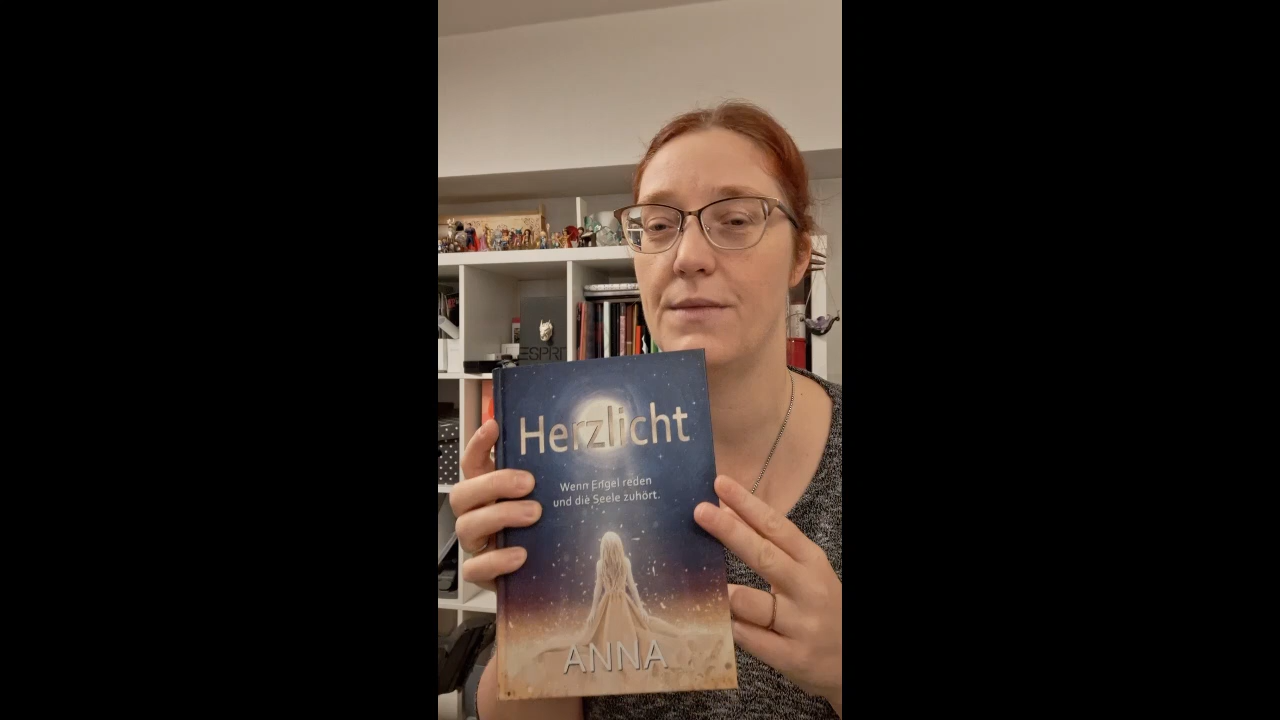 ESPRIT
Herzlicht
Wenn Engel reden
und die Seele zuhört.
ANNA